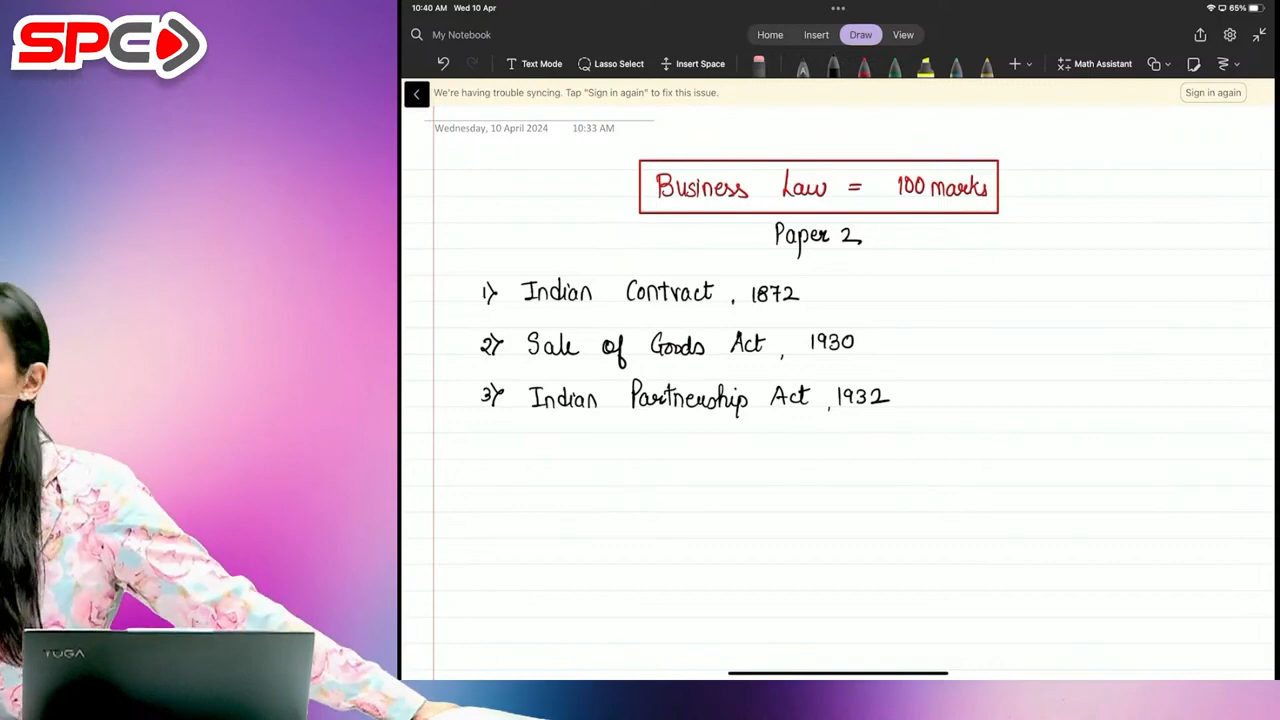 SPC
10:40 AM Wed 10 Apr
65%
My Notebook
Home Insert Draw View
Text Mode Lasso Select Insert Space Math Assistant
We're having trouble syncing. Tap "Sign in again" to fix this issue. Sign in again
Wednesday, 10 April 2024 10:33 AM
Business Law = 100 marks
Paper 2
1) Indian Contract, 1872
2) Sale of Goods Act, 1930
3) Indian Partnership Act, 1932
YOGA